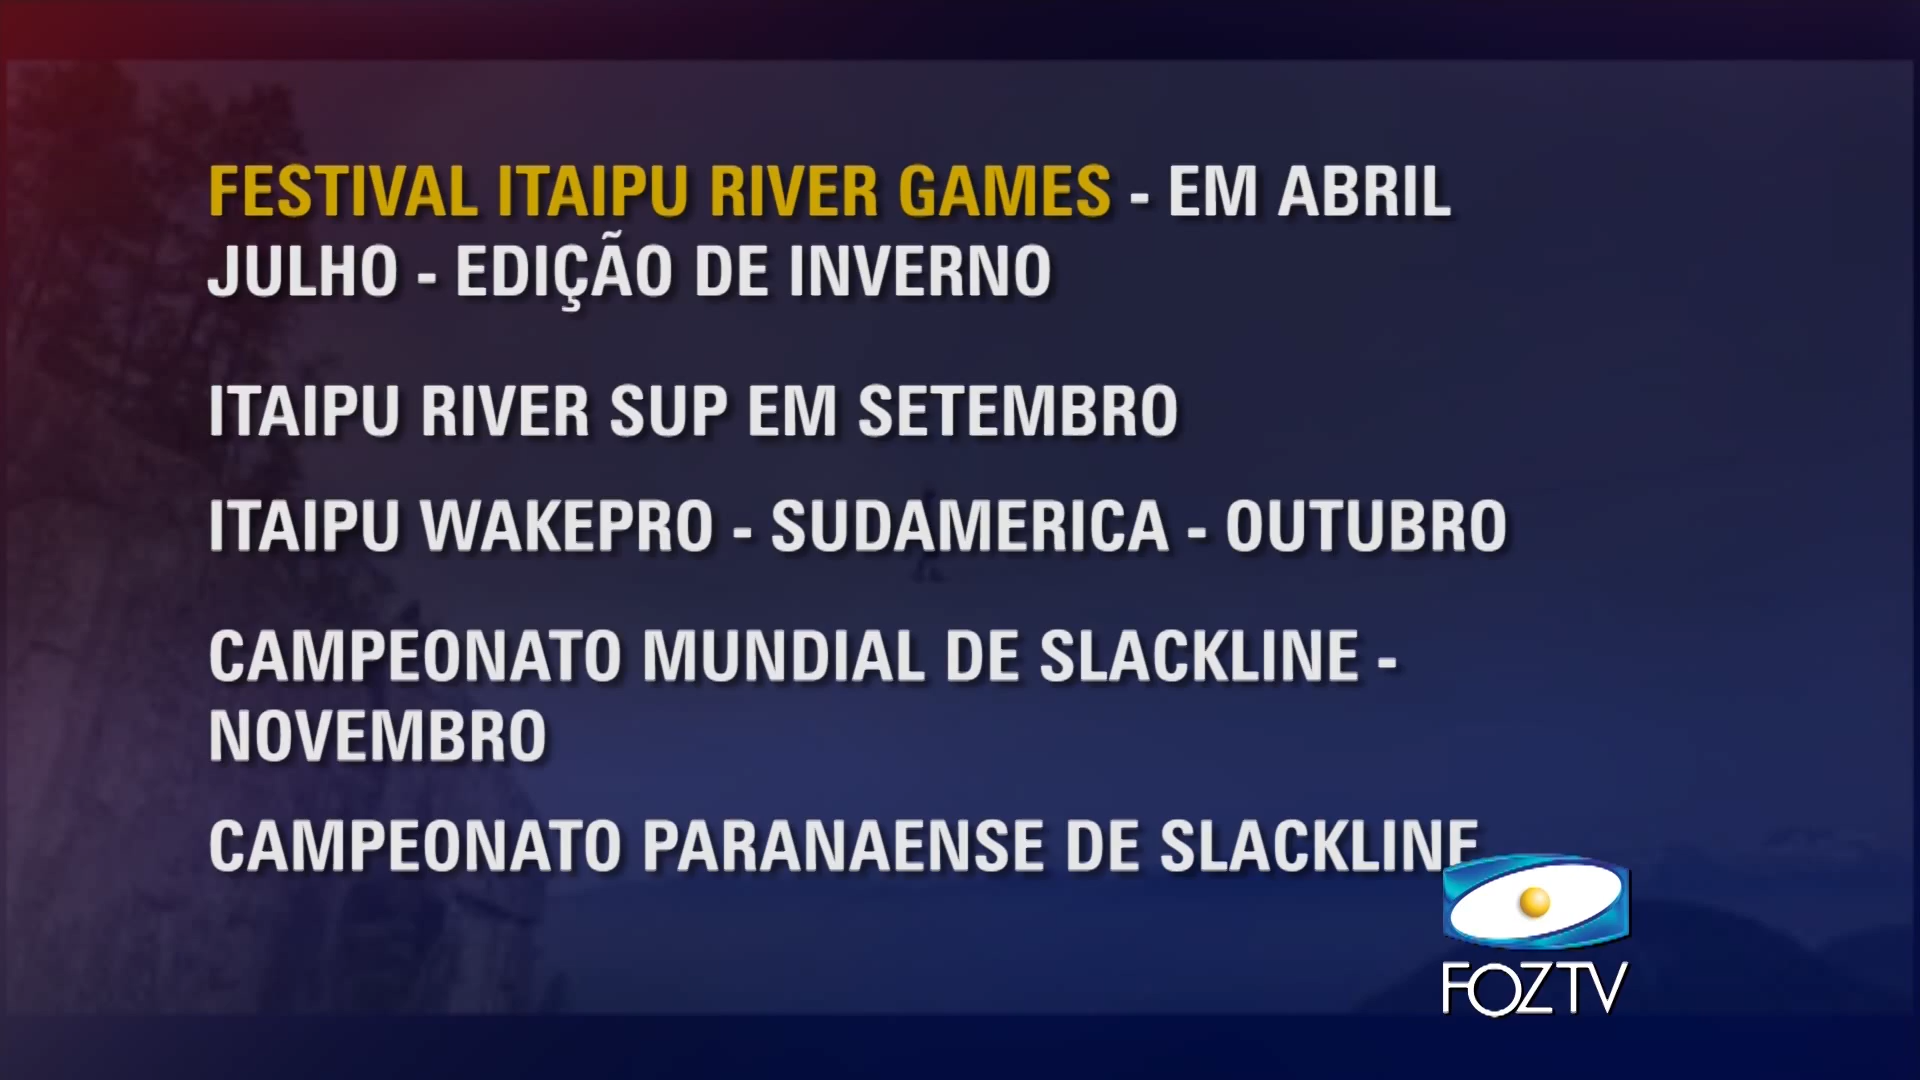 FESTIVAL ITAIPU RIVER GAMES - EM ABRIL
JULHO - EDIÇÃO DE INVERNO
ITAIPU RIVER SUP EM SETEMBRO
ITAIPU WAKEPRO - SUDAMERICA - OUTUBRO
CAMPEONATO MUNDIAL DE SLACKLINE -
NOVEMBRO
CAMPEONATO PARANAENSE DE SLACKLINE
FOZTV